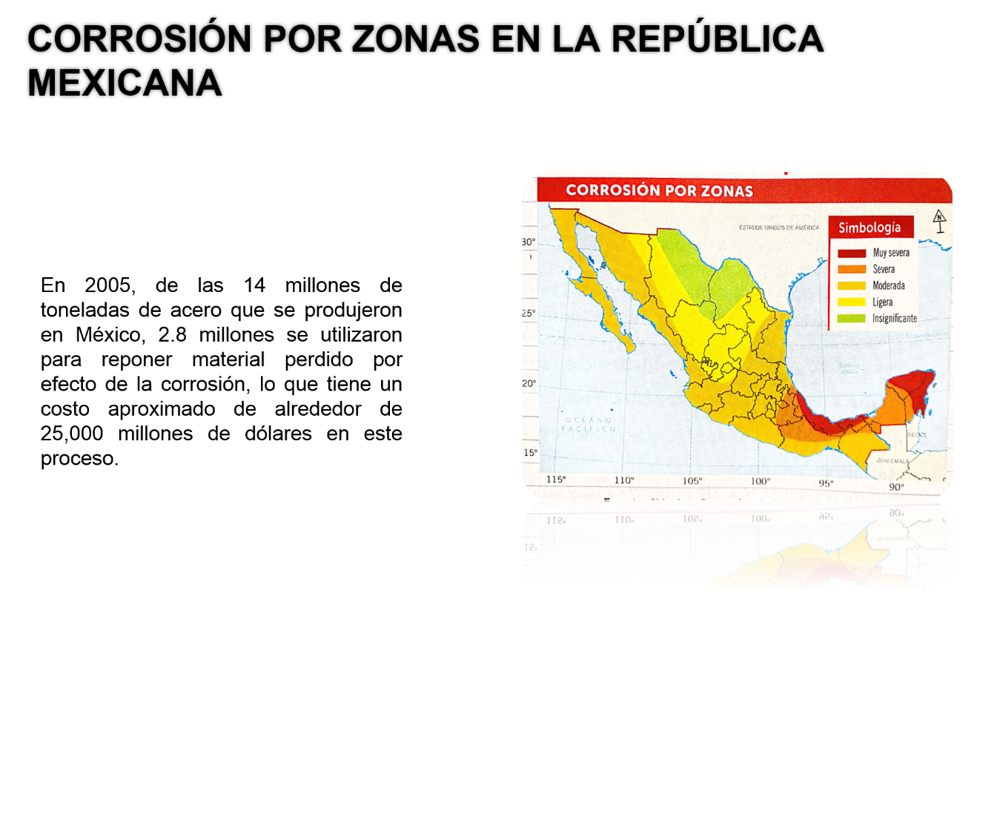 CORROSIÓN POR ZONAS EN LA REPÚBLICA
MEXICANA
En 2005, de las 14 millones de
toneladas de acero que se produjeron
en México, 2.8 millones se utilizaron
para reponer material perdido por
efecto de la corrosión, lo que tiene un
costo aproximado de alrededor de
25,000 millones de dólares en este
proceso.
CORROSIÓN POR ZONAS
ESTADOS UNIDOS DE AMÉRICA
Simbología
N
Muy severa
Severa
Moderada
Ligera
Insignificante
30°
25°
20°
15°
OCÉANO
PACÍFICO
BELICE
GUATEMALA
115°
110°
105°
100°
95°
90°